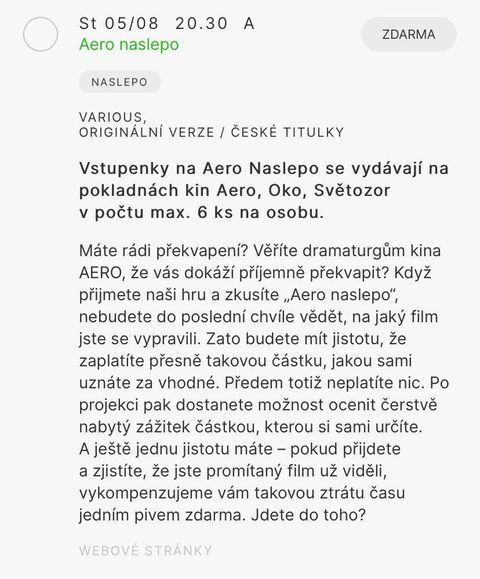 St 05/08 20.30 A
ZDARMA
Aero naslepo
NASLEPO
VARIOUS,
ORIGINÁLNÍ VERZE / ČESKÉ TITULKY
Vstupenky na Aero Naslepo se vydávají na
pokladnách kin Aero, Oko, Světozor
v počtu max. 6 ks na osobu.
Máte rádi překvapení? Věříte dramaturgům kina
AERO, že vás dokáží příjemně překvapit? Když
přijmete naši hru a zkusíte „Aero naslepo“,
nebudete do poslední chvíle vědět, na jaký film
jste se vypravili. Zato budete mít jistotu, že
zaplatíte přesně takovou částku, jakou sami
uznáte za vhodné. Předem totiž neplatíte nic. Po
projekci pak dostanete možnost ocenit čerstvě
nabytý zážitek částkou, kterou si sami určíte.
A ještě jednu jistotu máte – pokud přijdete
a zjistíte, že jste promítaný film už viděli,
vykompenzujeme vám takovou ztrátu času
jedním pivem zdarma. Jdete do toho?
WEBOVÉ STRÁNKY